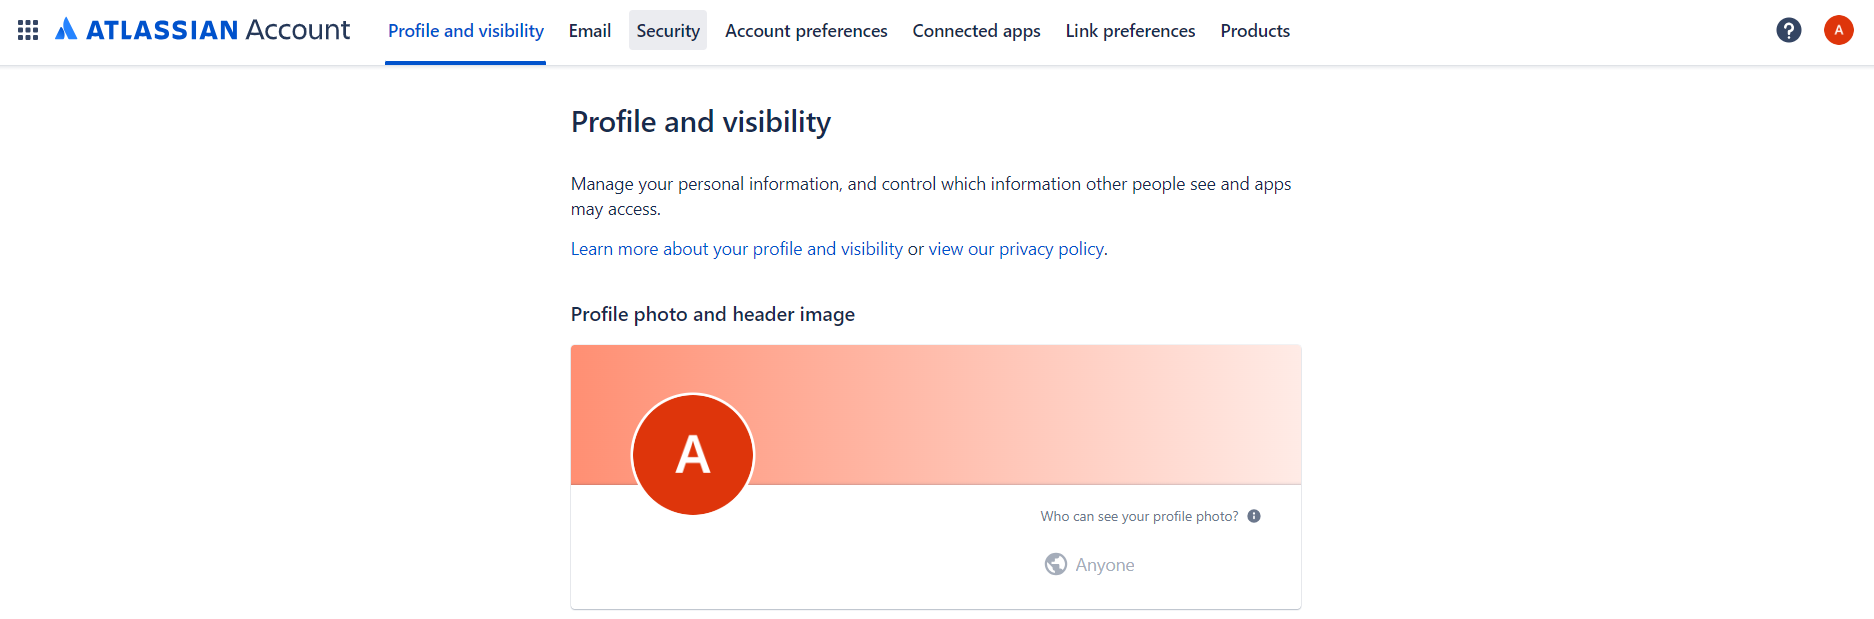 ATLASSIAN Account
Profile and visibility
Email
Security
Account preferences
Connected apps
Link preferences
Products
?
A
Profile and visibility
Manage your personal information, and control which information other people see and apps
may access.
Learn more about your profile and visibility or view our privacy policy.
Profile photo and header image
A
Who can see your profile photo?
Anyone